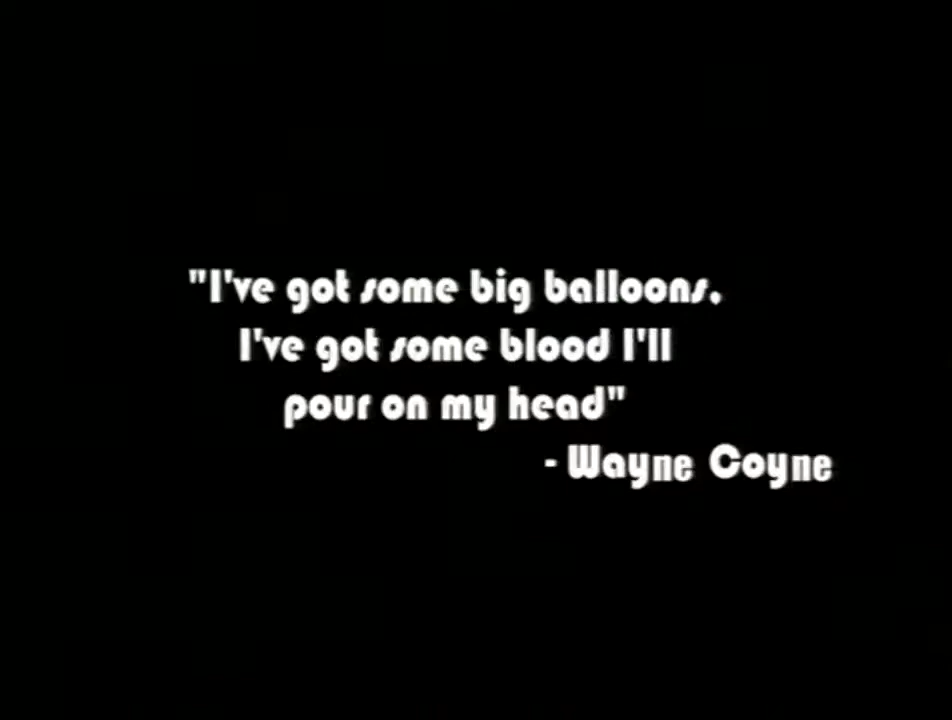 "I've got some big balloons.
I've got some blood I'll
pour on my head"
- Wayne Coyne